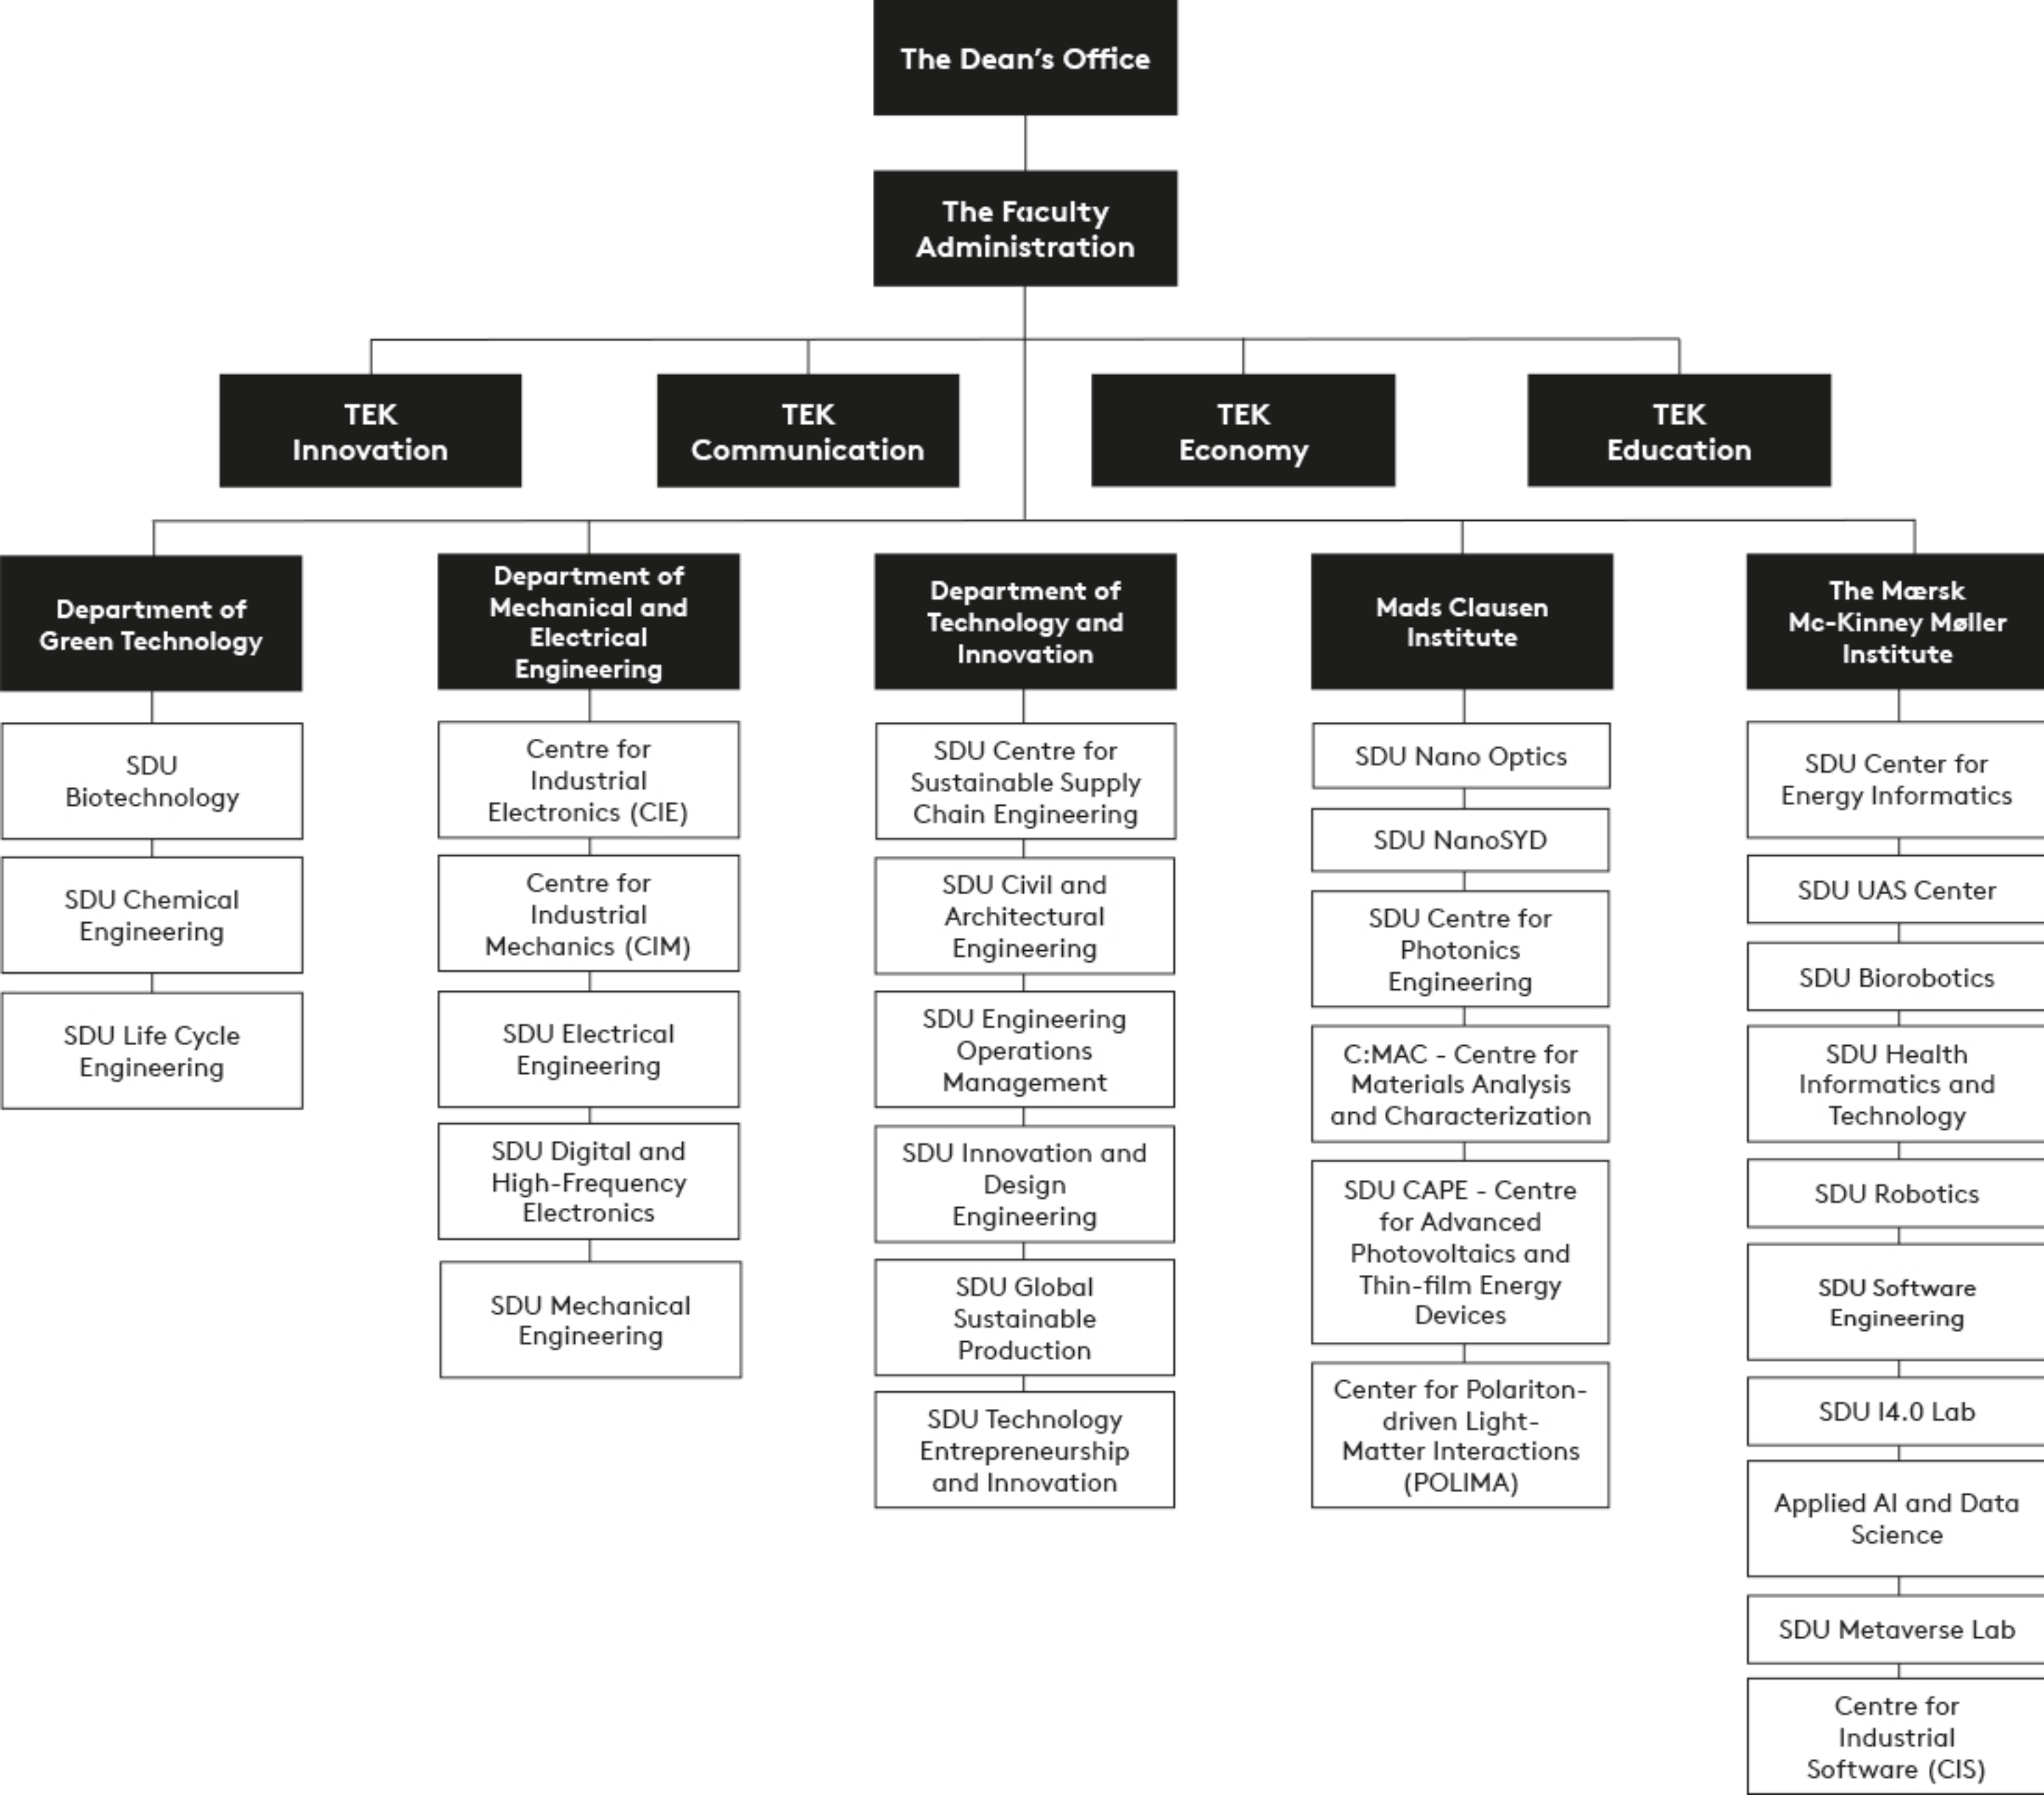 The Dean's Office
The Faculty
Administration
TEK
Innovation
TEK
Communication
TEK
Economy
TEK
Education
Department of
Green Technology
SDU
Biotechnology
SDU Chemical
Engineering
SDU Life Cycle
Engineering
Department of
Mechanical and
Electrical
Engineering
Centre for
Industrial
Electronics (CIE)
Centre for
Industrial
Mechanics (CIM)
SDU Electrical
Engineering
SDU Digital and
High-Frequency
Electronics
SDU Mechanical
Engineering
Department of
Technology and
Innovation
SDU Centre for
Sustainable Supply
Chain Engineering
SDU Civil and
Architectural
Engineering
SDU Engineering
Operations
Management
SDU Innovation and
Design
Engineering
SDU Global
Sustainable
Production
SDU Technology
Entrepreneurship
and Innovation
Mads Clausen
Institute
SDU Nano Optics
SDU NanoSYD
SDU Centre for
Photonics
Engineering
C:MAC - Centre for
Materials Analysis
and Characterization
SDU CAPE - Centre
for Advanced
Photovoltaics and
Thin-film Energy
Devices
Center for Polariton-
driven Light-
Matter Interactions
(POLIMA)
The Mærsk
Mc-Kinney Møller
Institute
SDU Center for
Energy Informatics
SDU UAS Center
SDU Biorobotics
SDU Health
Informatics and
Technology
SDU Robotics
SDU Software
Engineering
SDU I4.0 Lab
Applied AI and Data
Science
SDU Metaverse Lab
Centre for
Industrial
Software (CIS)